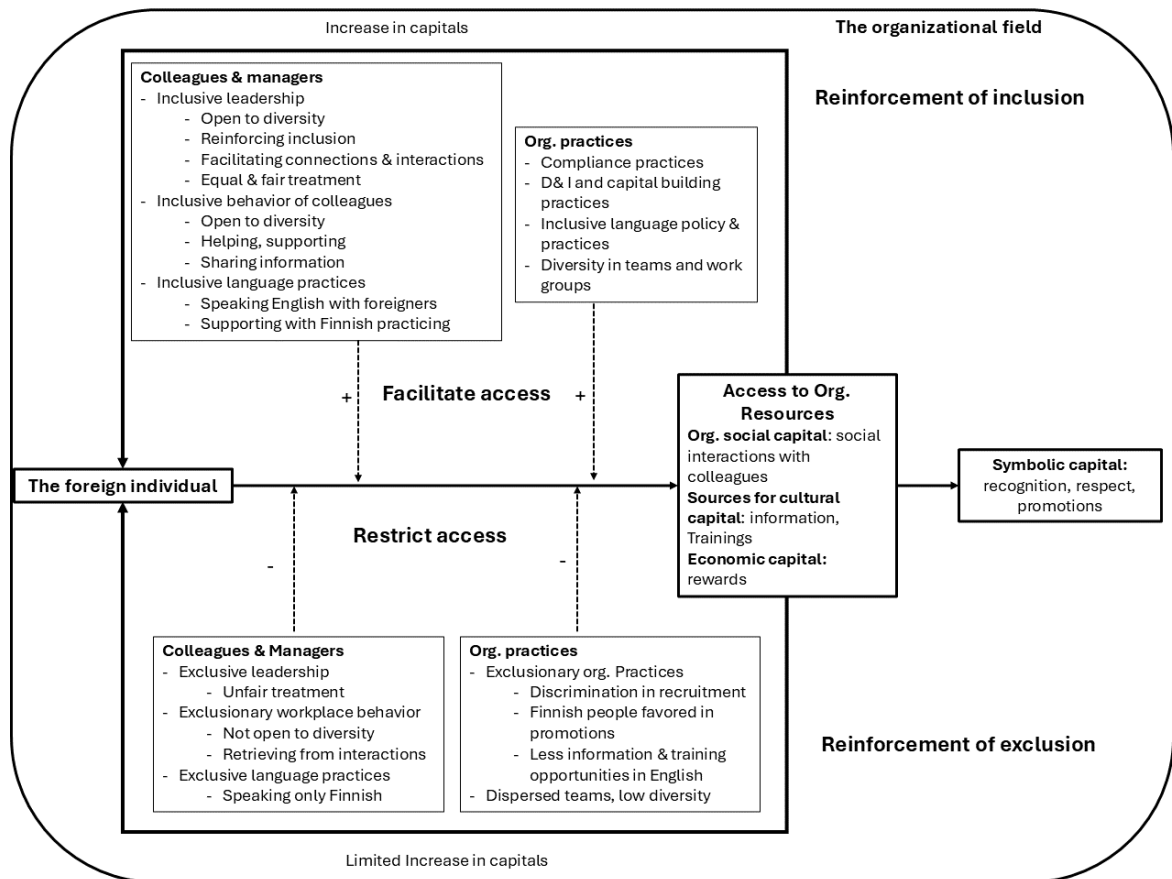 Increase in capitals
The organizational field
Reinforcement of inclusion
Colleagues & managers
- Inclusive leadership
- Open to diversity
- Reinforcing inclusion
- Facilitating connections & interactions
- Equal & fair treatment
- Inclusive behavior of colleagues
- Open to diversity
- Helping, supporting
- Sharing information
- Inclusive language practices
- Speaking English with foreigners
- Supporting with Finnish practicing
Org. practices
- Compliance practices
- D& I and capital building
practices
- Inclusive language policy &
practices
- Diversity in teams and work
groups
+
Facilitate access
+
The foreign individual
Access to Org.
Resources
Org. social capital: social
interactions with
colleagues
Sources for cultural
capital: information,
Trainings
Economic capital:
rewards
Symbolic capital:
recognition, respect,
promotions
Restrict access
-
-
Colleagues & Managers
- Exclusive leadership
- Unfair treatment
- Exclusionary workplace behavior
- Not open to diversity
- Retrieving from interactions
- Exclusive language practices
- Speaking only Finnish
Org. practices
- Exclusionary org. Practices
- Discrimination in recruitment
- Finnish people favored in
promotions
- Less information & training
opportunities in English
- Dispersed teams, low diversity
Reinforcement of exclusion
Limited Increase in capitals